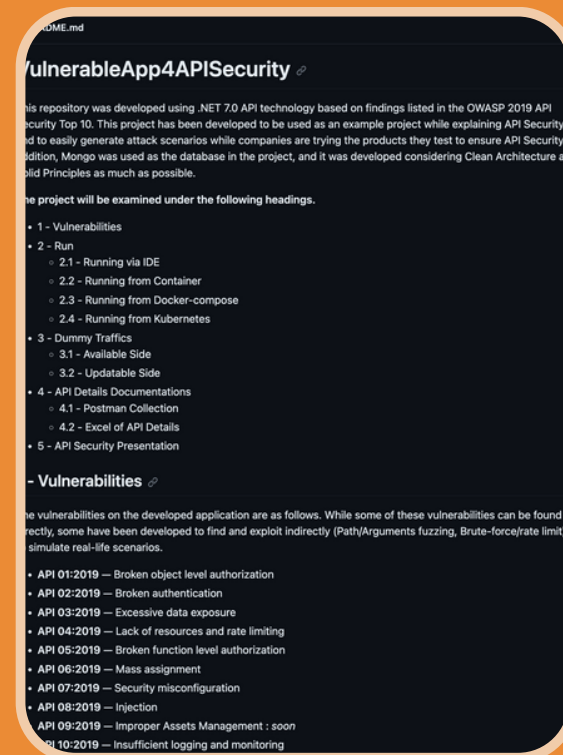 DME.md
VulnerableApp4APISecurity
his repository was developed using .NET 7.0 API technology based on findings listed in the OWASP 2019 API
ecurity Top 10. This project has been developed to be used as an example project while explaining API Security
nd to easily generate attack scenarios while companies are trying the products they test to ensure API Security
ddition, Mongo was used as the database in the project, and it was developed considering Clean Architecture a
olid Principles as much as possible.
he project will be examined under the following headings.
• 1 - Vulnerabilities
• 2 - Run
◦ 2.1 - Running via IDE
◦ 2.2 - Running from Container
◦ 2.3 - Running from Docker-compose
◦ 2.4 - Running from Kubernetes
• 3 - Dummy Traffics
◦ 3.1 - Available Side
◦ 3.2 - Updatable Side
• 4 - API Details Documentations
◦ 4.1 - Postman Collection
◦ 4.2 - Excel of API Details
• 5 - API Security Presentation
- Vulnerabilities
he vulnerabilities on the developed application are as follows. While some of these vulnerabilities can be found
rectly, some have been developed to find and exploit indirectly (Path/Arguments fuzzing, Brute-force/rate limit)
simulate real-life scenarios.
• API 01:2019 — Broken object level authorization
• API 02:2019 — Broken authentication
• API 03:2019 — Excessive data exposure
• API 04:2019 — Lack of resources and rate limiting
• API 05:2019 — Broken function level authorization
• API 06:2019 — Mass assignment
• API 07:2019 — Security misconfiguration
• API 08:2019 — Injection
API 09:2019 — Improper Assets Management : soon
API 10:2019 — Insufficient logging and monitoring